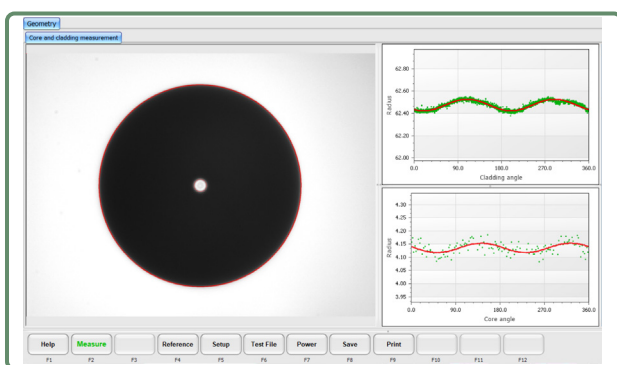 Geometry
Core and cladding measurement
Radius
62.80
62.60
62.40
62.20
62.00
0.0 90.0 180.0 270.0 360.0
Cladding angle
Radius
4.30
4.25
4.20
4.15
4.10
4.05
4.00
3.95
0.0 90.0 180.0 270.0 360.0
Core angle
Help Measure Reference Setup Test File Power Save Print
F1 F2 F3 F4 F5 F6 F7 F8 F9 F10 F11 F12